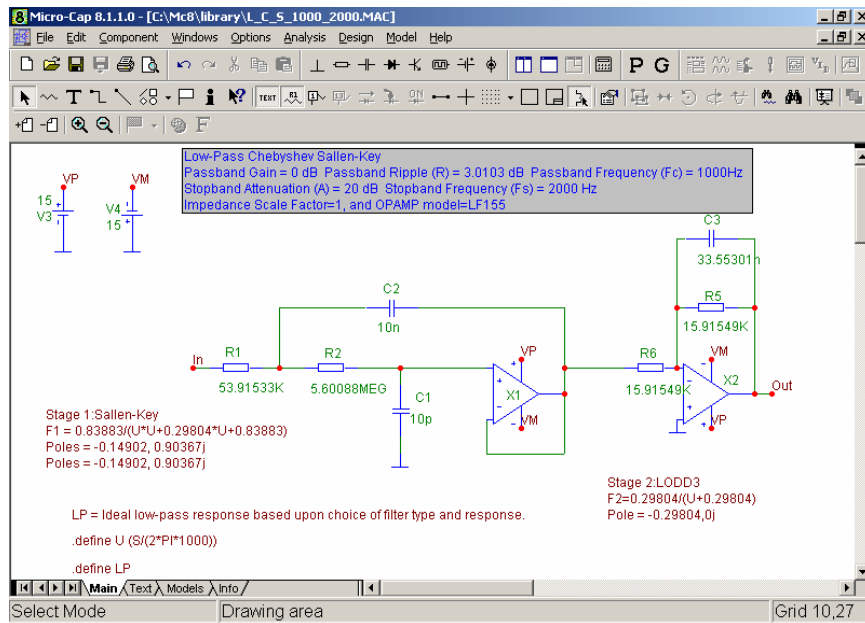 Micro-Cap 8.1.1.0 - [C:\Mc8\library\L_C_S_1000_2000.MAC]
File Edit Component Windows Options Analysis Design Model Help
P G
T TEXT R1
F
Low-Pass Chebyshev Sallen-Key
Passband Gain = 0 dB Passband Ripple (R) = 3.0103 dB Passband Frequency (Fc) = 1000Hz
Stopband Attenuation (A) = 20 dB Stopband Frequency (Fs) = 2000 Hz
Impedance Scale Factor=1, and OPAMP model=LF155
VP
VM
15
V3
V4
15
C3
33.55301n
C2
10n
R5
15.91549K
In
R1
53.91533K
R2
5.60088MEG
C1
10p
VP
X1
VM
R6
15.91549K
VM
X2
VP
Out
Stage 1:Sallen-Key
F1 = 0.83883/(U*U+0.29804*U+0.83883)
Poles = -0.14902, 0.90367j
Poles = -0.14902, 0.90367j
Stage 2:LODD3
F2=0.29804/(U+0.29804)
Pole = -0.29804,0j
LP = Ideal low-pass response based upon choice of filter type and response.
.define U (S/(2*PI*1000))
.define LP
Main Text Models Info
Select Mode Drawing area Grid 10,27